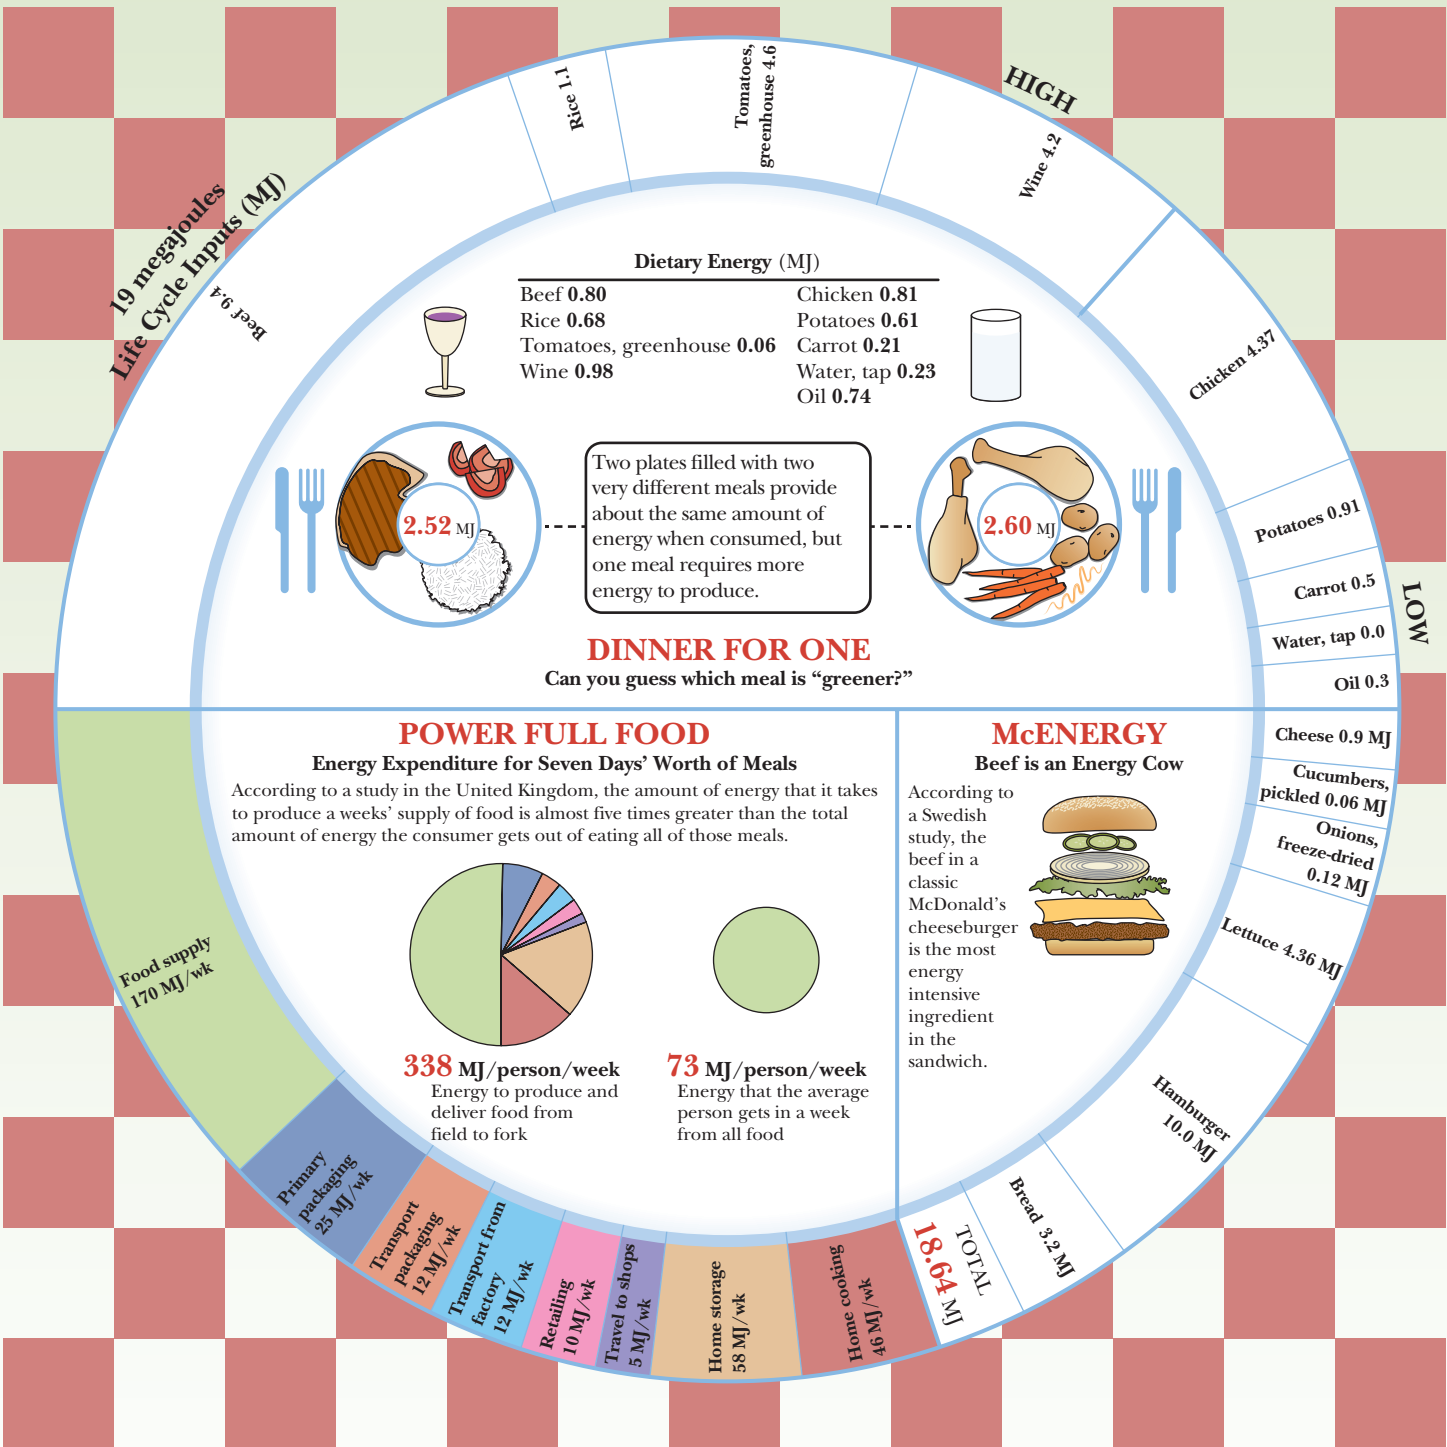 19 megajoules
Life Cycle Inputs (MJ)
Beef 9.4
Rice 1.1
Tomatoes,
greenhouse 4.6
HIGH
Wine 4.2
Chicken 4.37
Potatoes 0.91
Carrot 0.5
Water, tap 0.0
Oil 0.3
LOW
Dietary Energy (MJ)
Beef 0.80
Rice 0.68
Tomatoes, greenhouse 0.06
Wine 0.98
Chicken 0.81
Potatoes 0.61
Carrot 0.21
Water, tap 0.23
Oil 0.74
2.52 MJ
Two plates filled with two
very different meals provide
about the same amount of
energy when consumed, but
one meal requires more
energy to produce.
2.60 MJ
DINNER FOR ONE
Can you guess which meal is “greener?”
POWER FULL FOOD
Energy Expenditure for Seven Days’ Worth of Meals
According to a study in the United Kingdom, the amount of energy that it takes
to produce a weeks’ supply of food is almost five times greater than the total
amount of energy the consumer gets out of eating all of those meals.
338 MJ/person/week
Energy to produce and
deliver food from
field to fork
73 MJ/person/week
Energy that the average
person gets in a week
from all food
Food supply
170 MJ/wk
Primary
packaging
25 MJ/wk
Transport
packaging
12 MJ/wk
Transport from
factory
12 MJ/wk
Retailing
10 MJ/wk
Travel to shops
5 MJ/wk
Home storage
58 MJ/wk
Home cooking
46 MJ/wk
McENERGY
Beef is an Energy Cow
According to
a Swedish
study, the
beef in a
classic
McDonald’s
cheeseburger
is the most
energy
intensive
ingredient
in the
sandwich.
Cheese 0.9 MJ
Cucumbers,
pickled 0.06 MJ
Onions,
freeze-dried
0.12 MJ
Lettuce 4.36 MJ
Hamburger
10.0 MJ
Bread 3.2 MJ
TOTAL
18.64 MJ